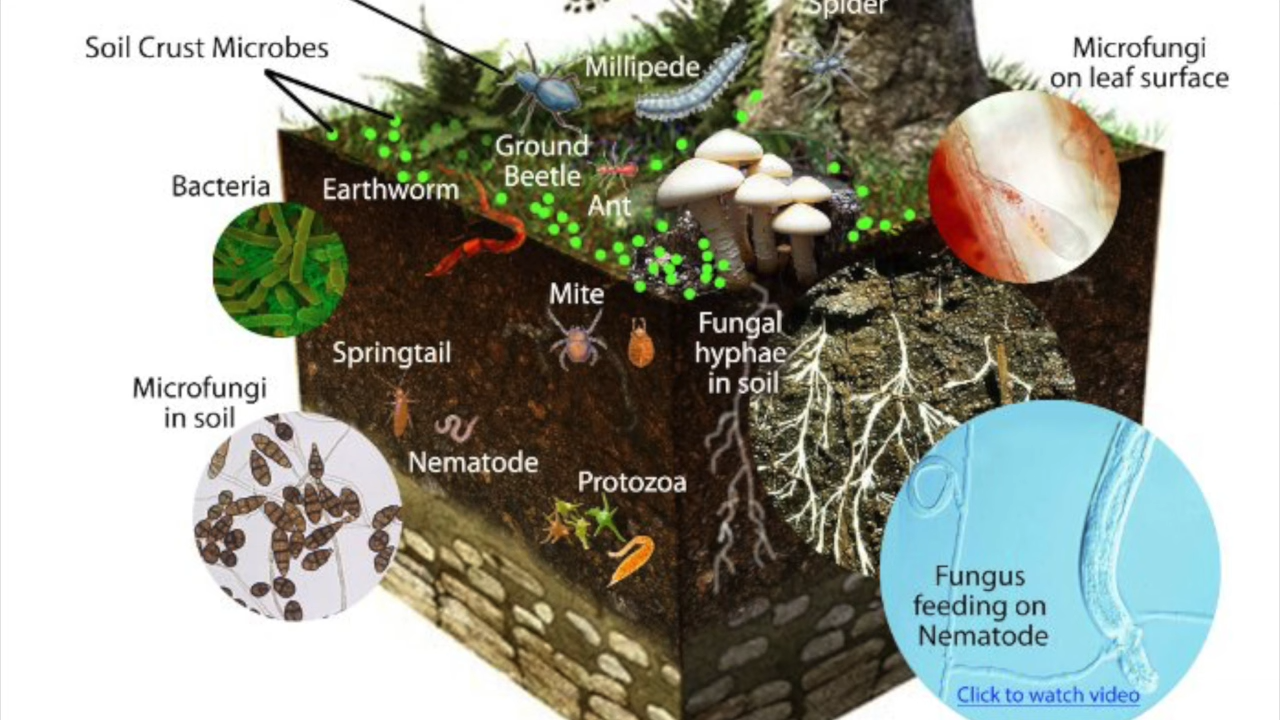 Spider
Soil Crust Microbes
Millipede
Microfungi
on leaf surface
Ground
Beetle
Ant
Bacteria
Earthworm
Mite
Fungal
hyphae
in soil
Springtail
Microfungi
in soil
Nematode
Protozoa
Fungus
feeding on
Nematode
Click to watch video